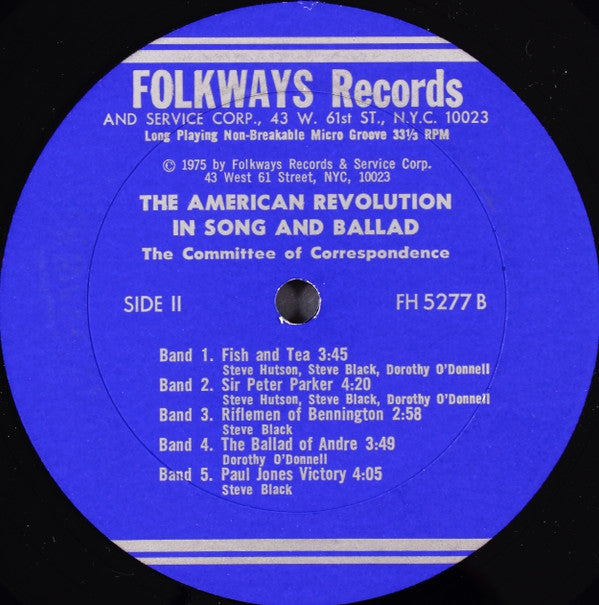 FOLKWAYS Records
AND SERVICE CORP., 43 W. 61st ST., N.Y.C. 10023
Long Playing Non-Breakable Micro Groove 33⅓ RPM
© 1975 by Folkways Records & Service Corp.
43 West 61 Street, NYC, 10023
THE AMERICAN REVOLUTION
IN SONG AND BALLAD
The Committee of Correspondence
SIDE II FH 5277 B
Band 1. Fish and Tea 3:45
Steve Hutson, Steve Black, Dorothy O'Donnell
Band 2. Sir Peter Parker 4:20
Steve Hutson, Steve Black, Dorothy O'Donnell
Band 3. Riflemen of Bennington 2:58
Steve Black
Band 4. The Ballad of Andre 3:49
Dorothy O'Donnell
Band 5. Paul Jones Victory 4:05
Steve Black